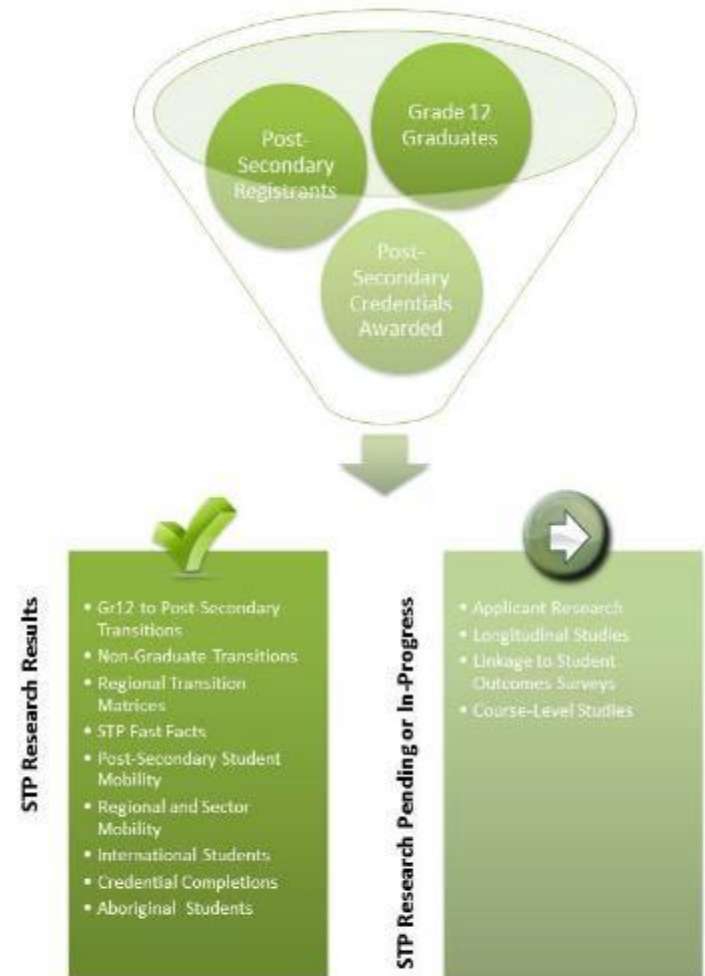 Post-
Secondary
Registrants
Grade 12
Graduates
Post-
Secondary
Credentials
Awarded
STP Research Results
• Gr12 to Post-Secondary
Transitions
• Non-Graduate Transitions
• Regional Transition
Matrices
• STP Fast Facts
• Post-Secondary Student
Mobility
• Regional and Sector
Mobility
• International Students
• Credential Completions
• Aboriginal Students
STP Research Pending or In-Progress
• Applicant Research
• Longitudinal Studies
• Linkage to Student
Outcomes Surveys
• Course-Level Studies